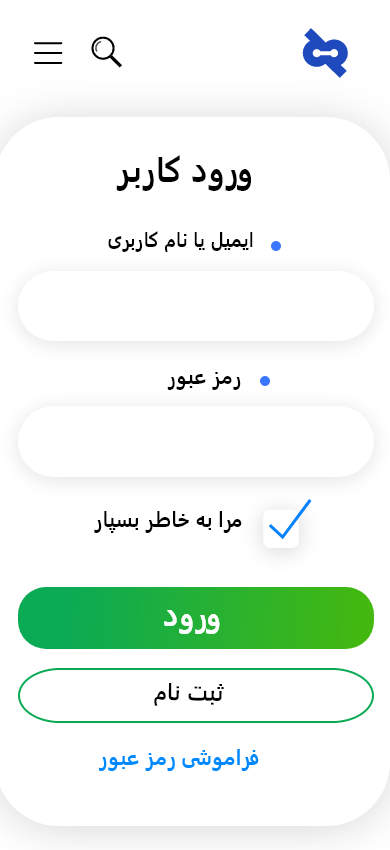 ورود کاربر
ایمیل یا نام کاربری
رمز عبور
مرا به خاطر بسپار
ورود
ثبت نام
فراموشی رمز عبور